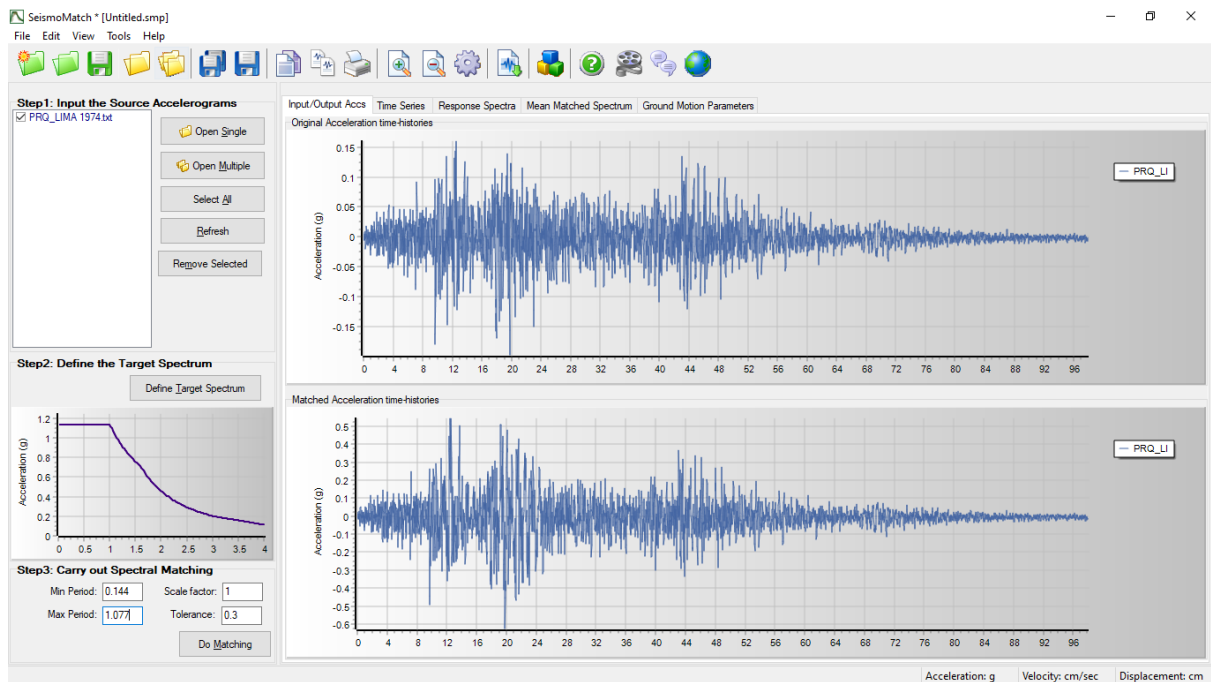 SeismoMatch * [Untitled.smp]
File Edit View Tools Help
Step1: Input the Source Accelerograms
PRQ_LIMA 1974.txt
Open Single
Open Multiple
Select All
Refresh
Remove Selected
Step2: Define the Target Spectrum
Define Target Spectrum
1.2
1
0.8
0.6
0.4
0.2
0
Acceleration (g)
0 0.5 1 1.5 2 2.5 3 3.5 4
Step3: Carry out Spectral Matching
Min Period: 0.144 Scale factor: 1
Max Period: 1.077 Tolerance: 0.3
Do Matching
Input/Output Accs Time Series Response Spectra Mean Matched Spectrum Ground Motion Parameters
Original Acceleration time-histories
0.15
0.1
0.05
0
-0.05
-0.1
-0.15
Acceleration (g)
0 4 8 12 16 20 24 28 32 36 40 44 48 52 56 60 64 68 72 76 80 84 88 92 96
PRQ_LI
Matched Acceleration time-histories
0.5
0.4
0.3
0.2
0.1
0
-0.1
-0.2
-0.3
-0.4
-0.5
-0.6
Acceleration (g)
0 4 8 12 16 20 24 28 32 36 40 44 48 52 56 60 64 68 72 76 80 84 88 92 96
PRQ_LI
Acceleration: g Velocity: cm/sec Displacement: cm